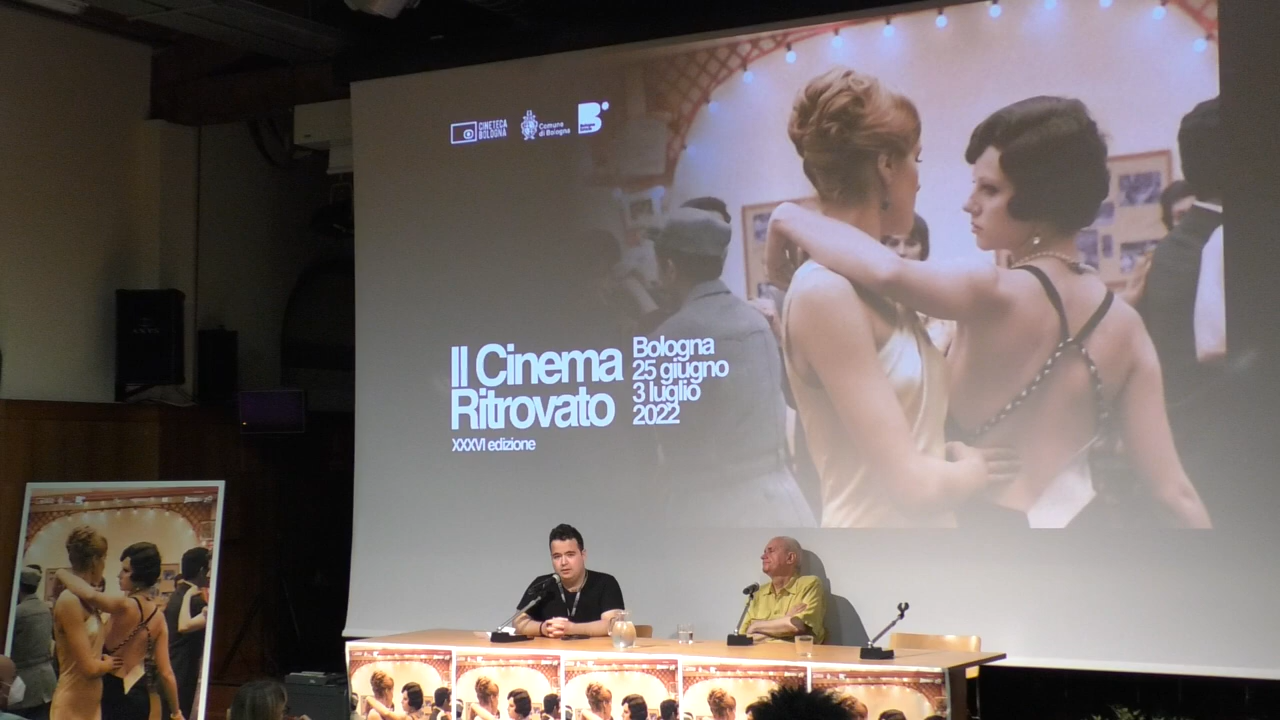 CINETECA
BOLOGNA
Comune
di Bologna
B
Il Cinema
Ritrovato
XXXVI edizione
Bologna
25 giugno
3 luglio
2022